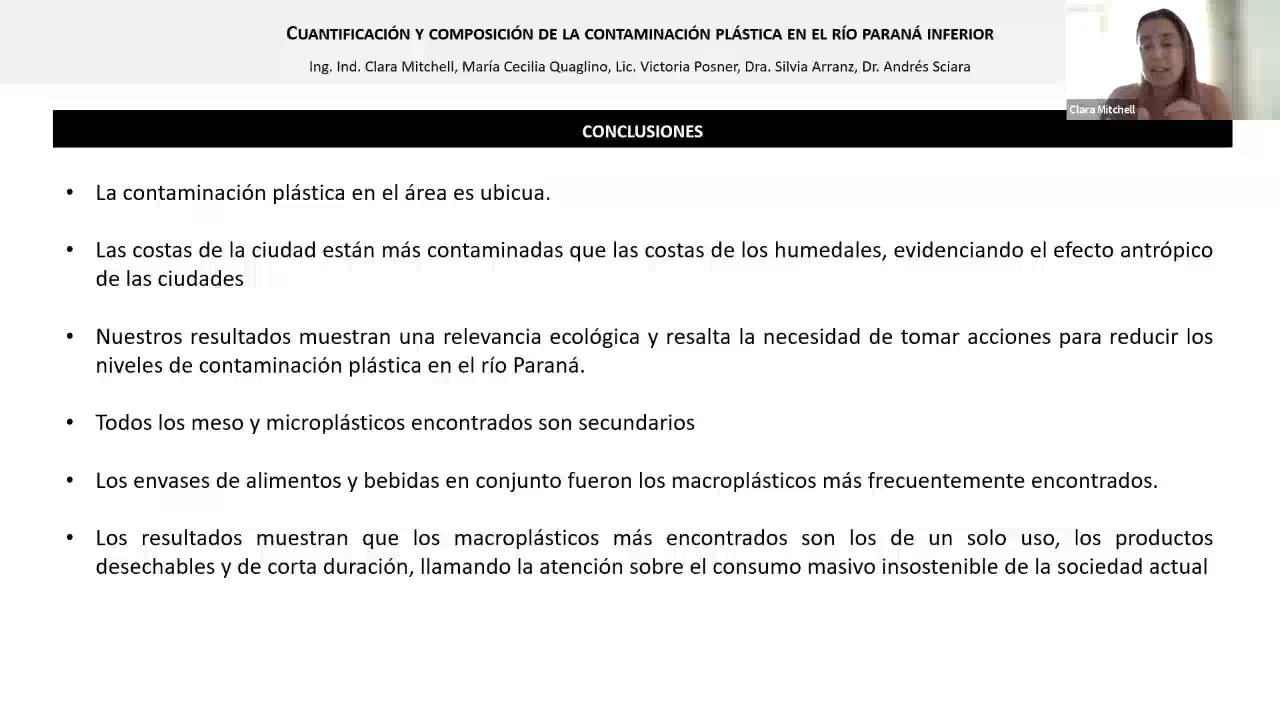 CUANTIFICACIÓN Y COMPOSICIÓN DE LA CONTAMINACIÓN PLÁSTICA EN EL RÍO PARANÁ INFERIOR
Ing. Ind. Clara Mitchell, María Cecilia Quaglino, Lic. Victoria Posner, Dra. Silvia Arranz, Dr. Andrés Sciara
Clara Mitchell
CONCLUSIONES
• La contaminación plástica en el área es ubicua.
• Las costas de la ciudad están más contaminadas que las costas de los humedales, evidenciando el efecto antrópico
de las ciudades
• Nuestros resultados muestran una relevancia ecológica y resalta la necesidad de tomar acciones para reducir los
niveles de contaminación plástica en el río Paraná.
• Todos los meso y microplásticos encontrados son secundarios
• Los envases de alimentos y bebidas en conjunto fueron los macroplásticos más frecuentemente encontrados.
• Los resultados muestran que los macroplásticos más encontrados son los de un solo uso, los productos
desechables y de corta duración, llamando la atención sobre el consumo masivo insostenible de la sociedad actual